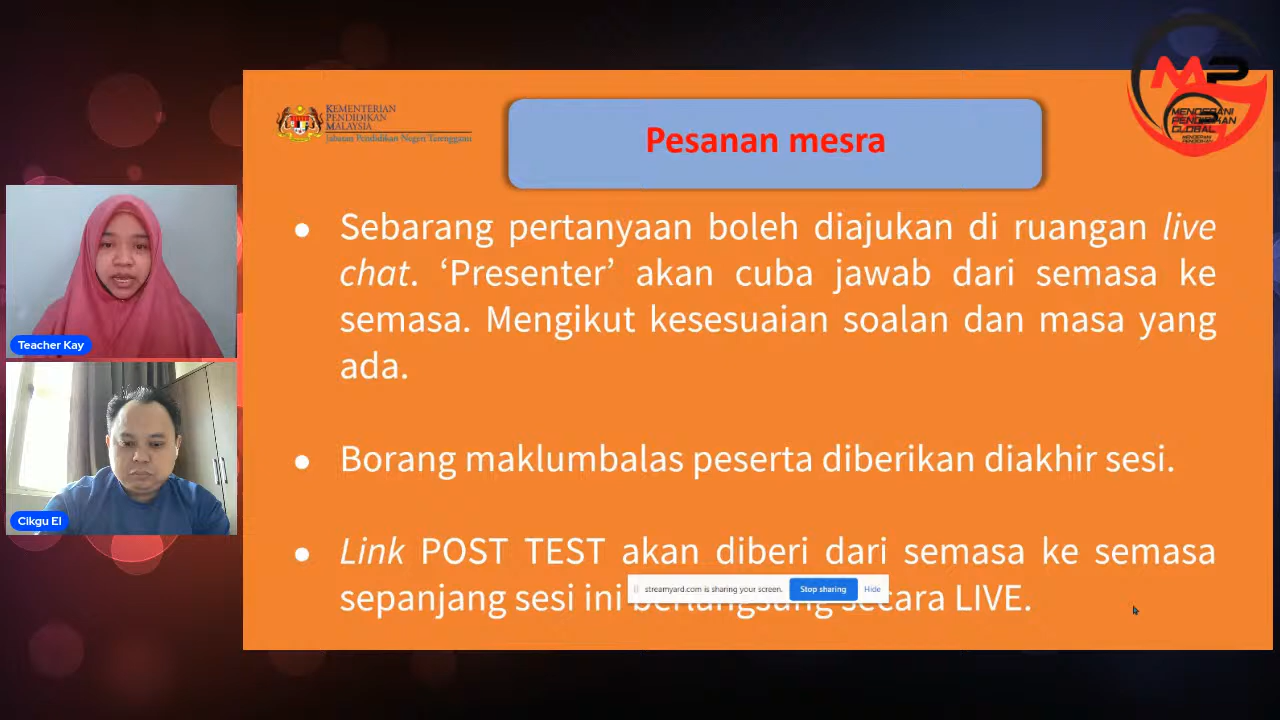 KEMENTERIAN
PENDIDIKAN
MALAYSIA
Jabatan Pendidikan Negeri Terengganu
Pesanan mesra
MP
MENDEPANI
PENDIDIKAN
GLOBAL
Sebarang pertanyaan boleh diajukan di ruangan live
chat. ‘Presenter’ akan cuba jawab dari semasa ke
semasa. Mengikut kesesuaian soalan dan masa yang
ada.
Borang maklumbalas peserta diberikan diakhir sesi.
Link POST TEST akan diberi dari semasa ke semasa
sepanjang sesi ini berlangsung secara LIVE.
streamyard.com is sharing your screen. Stop sharing Hide
Teacher Kay
Cikgu El